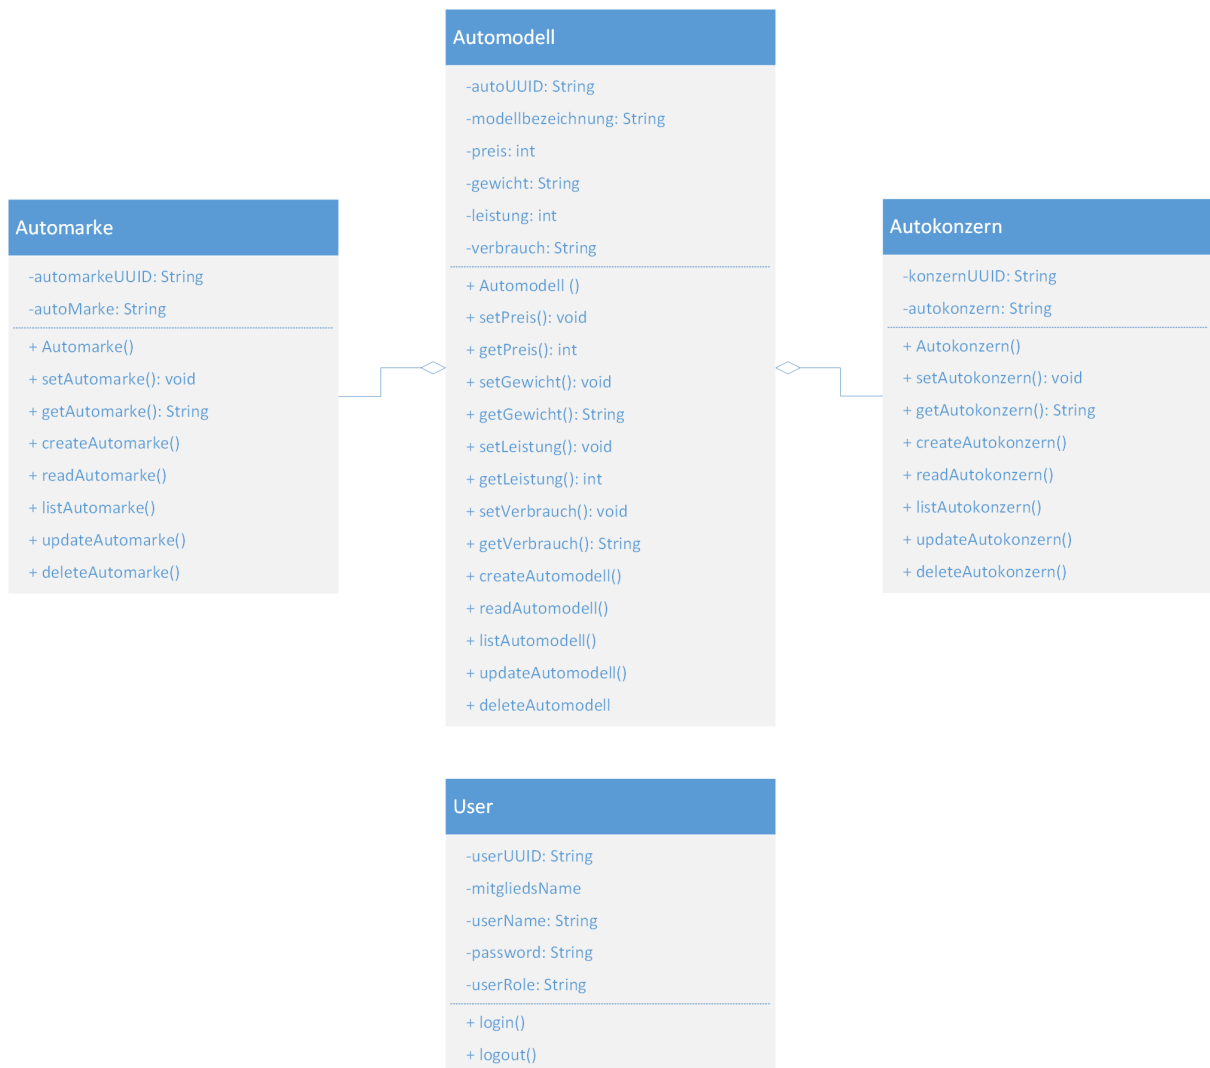 Automodell
-autoUUID: String
-modellbezeichnung: String
-preis: int
-gewicht: String
-leistung: int
-verbrauch: String
+ Automodell ()
+ setPreis(): void
+ getPreis(): int
+ setGewicht(): void
+ getGewicht(): String
+ setLeistung(): void
+ getLeistung(): int
+ setVerbrauch(): void
+ getVerbrauch(): String
+ createAutomodell()
+ readAutomodell()
+ listAutomodell()
+ updateAutomodell()
+ deleteAutomodell
Automarke
-automarkeUUID: String
-autoMarke: String
+ Automarke()
+ setAutomarke(): void
+ getAutomarke(): String
+ createAutomarke()
+ readAutomarke()
+ listAutomarke()
+ updateAutomarke()
+ deleteAutomarke()
Autokonzern
-konzernUUID: String
-autokonzern: String
+ Autokonzern()
+ setAutokonzern(): void
+ getAutokonzern(): String
+ createAutokonzern()
+ readAutokonzern()
+ listAutokonzern()
+ updateAutokonzern()
+ deleteAutokonzern()
User
-userUUID: String
-mitgliedsName
-userName: String
-password: String
-userRole: String
+ login()
+ logout()